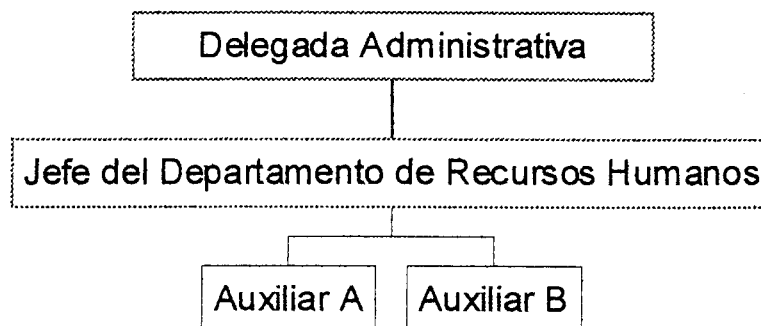 Delegada Administrativa
Jefe del Departamento de Recursos Humanos
Auxiliar A
Auxiliar B